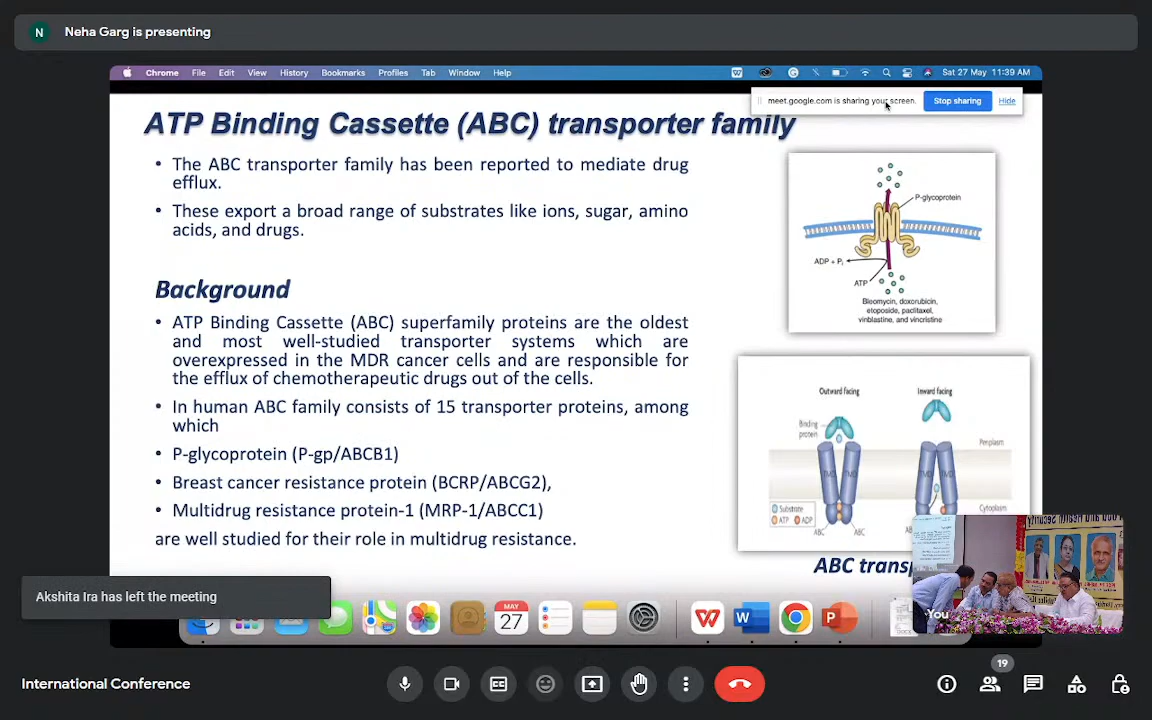 N Neha Garg is presenting
Chrome File Edit View History Bookmarks Profiles Tab Window Help Sat 27 May 11:39 AM
meet.google.com is sharing your screen. Stop sharing Hide
ATP Binding Cassette (ABC) transporter family
• The ABC transporter family has been reported to mediate drug
efflux.
• These export a broad range of substrates like ions, sugar, amino
acids, and drugs.
Background
• ATP Binding Cassette (ABC) superfamily proteins are the oldest
and most well-studied transporter systems which are
overexpressed in the MDR cancer cells and are responsible for
the efflux of chemotherapeutic drugs out of the cells.
• In human ABC family consists of 15 transporter proteins, among
which
• P-glycoprotein (P-gp/ABCB1)
• Breast cancer resistance protein (BCRP/ABCG2),
• Multidrug resistance protein-1 (MRP-1/ABCC1)
are well studied for their role in multidrug resistance.
P-glycoprotein
ADP + Pi
ATP
Bleomycin, doxorubicin,
etoposide, paclitaxel,
vinblastine, and vincristine
Outward facing Inward facing
Binding
protein
Periplasm
TMD TMD
Substrate
ATP ADP
Cytoplasm
ABC ABC
ABC transp
You
Akshita Ira has left the meeting
MAY
27
W W P
International Conference
19